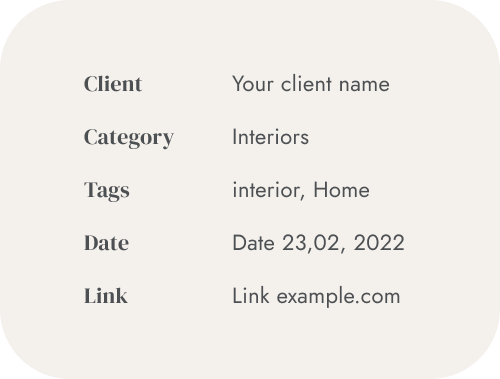 Client Your client name
Category Interiors
Tags interior, Home
Date Date 23,02, 2022
Link Link example.com